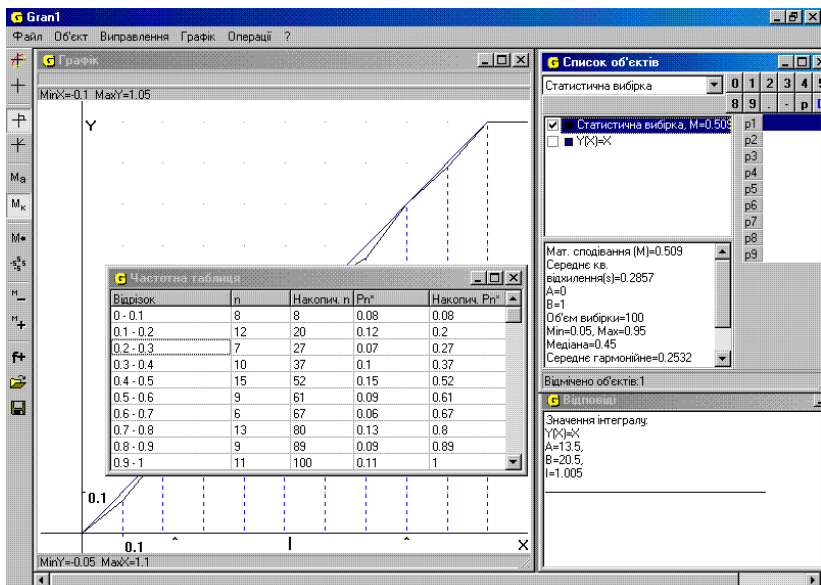 Gran1
Файл Об'єкт Виправлення Графік Операції ?
Графік
MinX=-0.1 MaxY=1.05
Y
0.1
0.1
X
MinY=-0.05 MaxX=1.1
Частотна таблиця
Відрізок n Накопич. n Pn* Накопич. Pn*
0 - 0.1 8 8 0.08 0.08
0.1 - 0.2 12 20 0.12 0.2
0.2 - 0.3 7 27 0.07 0.27
0.3 - 0.4 10 37 0.1 0.37
0.4 - 0.5 15 52 0.15 0.52
0.5 - 0.6 9 61 0.09 0.61
0.6 - 0.7 6 67 0.06 0.67
0.7 - 0.8 13 80 0.13 0.8
0.8 - 0.9 9 89 0.09 0.89
0.9 - 1 11 100 0.11 1
Список об'єктів
Статистична вибірка
0 1 2 3 4 5
8 9 . - p
Статистична вибірка, M=0.509
Y(X)=X
p1
p2
p3
p4
p5
p6
p7
p8
p9
Мат. сподівання (M)=0.509
Середнє кв.
відхилення(s)=0.2857
A=0
B=1
Об'єм вибірки=100
Min=0.05, Max=0.95
Медіана=0.45
Середнє гармонійне=0.2532
Відмічено об'єктів:1
Відповіді
Значення інтегралу:
Y(X)=X
A=13.5,
B=20.5,
I=1.005
Ma
Mк
M
M
M
f+